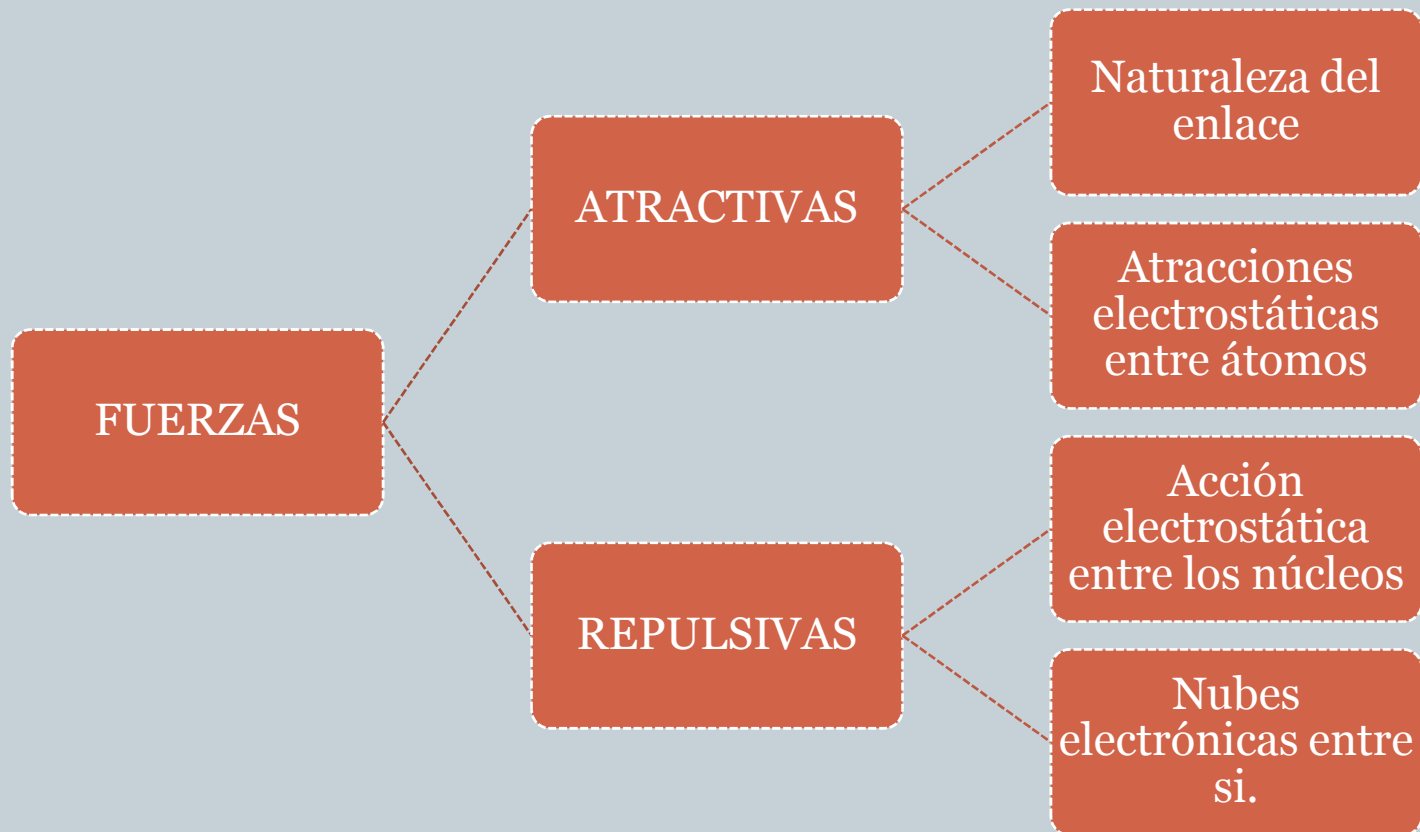 FUERZAS
ATRACTIVAS
Naturaleza del
enlace
Atracciones
electrostáticas
entre átomos
REPULSIVAS
Acción
electrostática
entre los núcleos
Nubes
electrónicas entre
si.